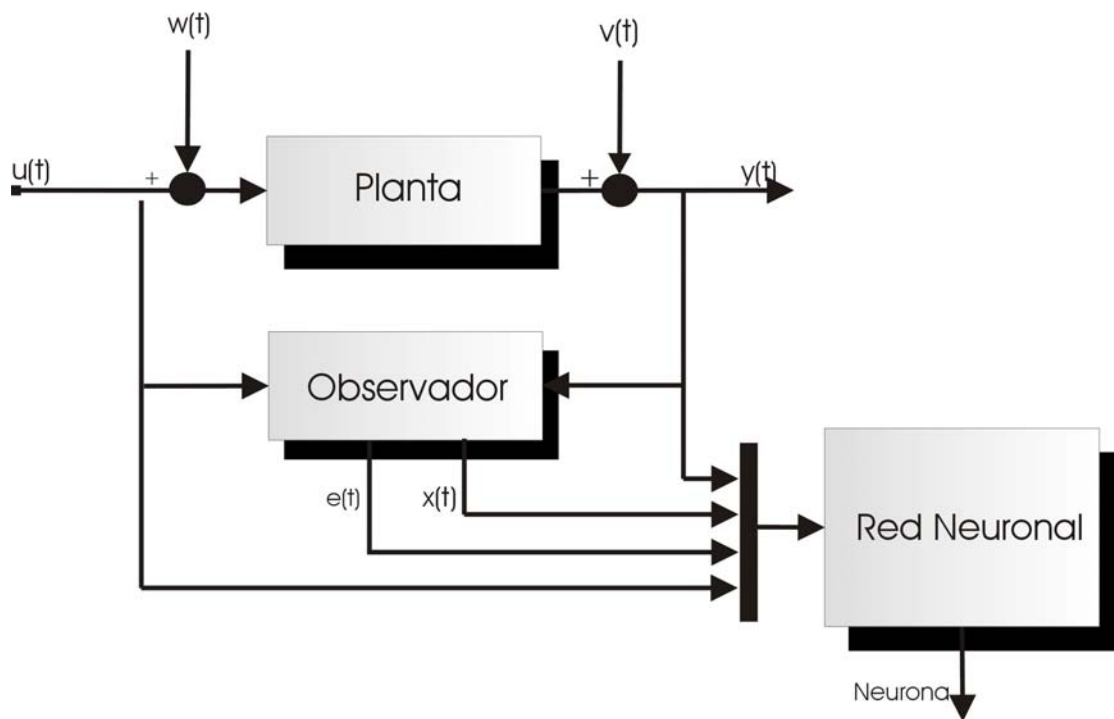 w(t)
v(t)
u(t)
+
Planta
+
y(t)
Observador
e(t)
x(t)
Red Neuronal
Neurona